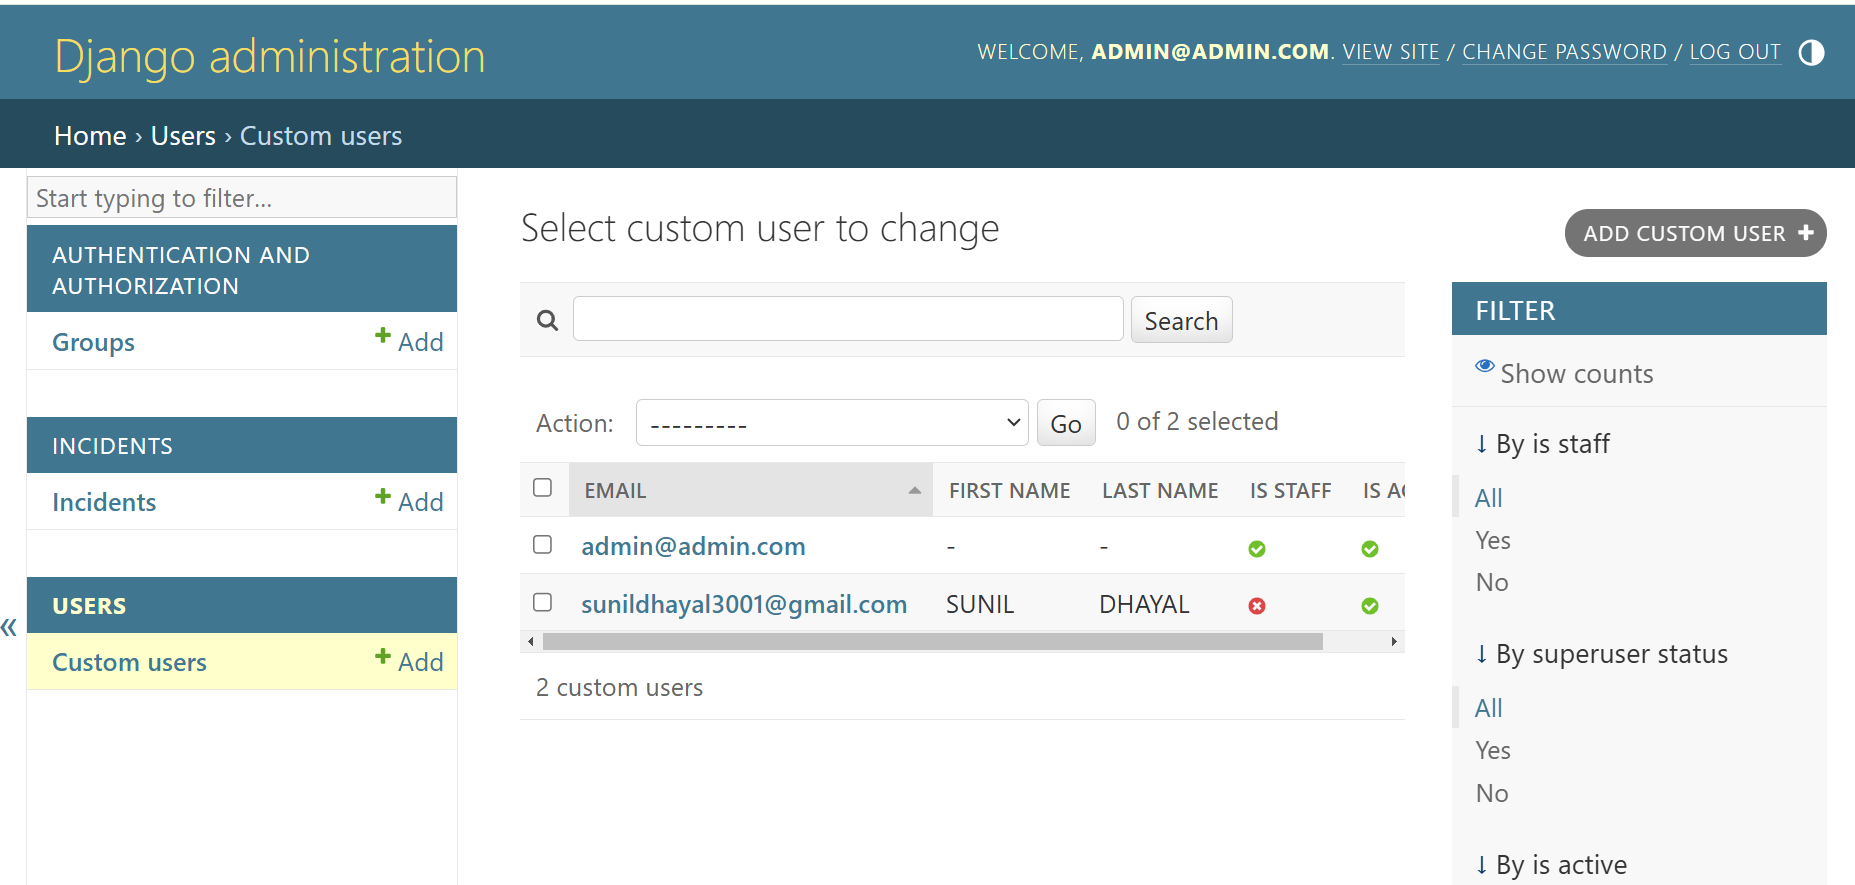 Django administration
WELCOME, ADMIN@ADMIN.COM. VIEW SITE / CHANGE PASSWORD / LOG OUT
Home › Users › Custom users
Start typing to filter...
AUTHENTICATION AND
AUTHORIZATION
Groups + Add
INCIDENTS
Incidents + Add
USERS
Custom users + Add
«
Select custom user to change
ADD CUSTOM USER +
Search
Action: --------- Go 0 of 2 selected
EMAIL FIRST NAME LAST NAME IS STAFF IS AC
admin@admin.com - -
sunildhayal3001@gmail.com SUNIL DHAYAL
2 custom users
FILTER
Show counts
↓ By is staff
All
Yes
No
↓ By superuser status
All
Yes
No
↓ By is active